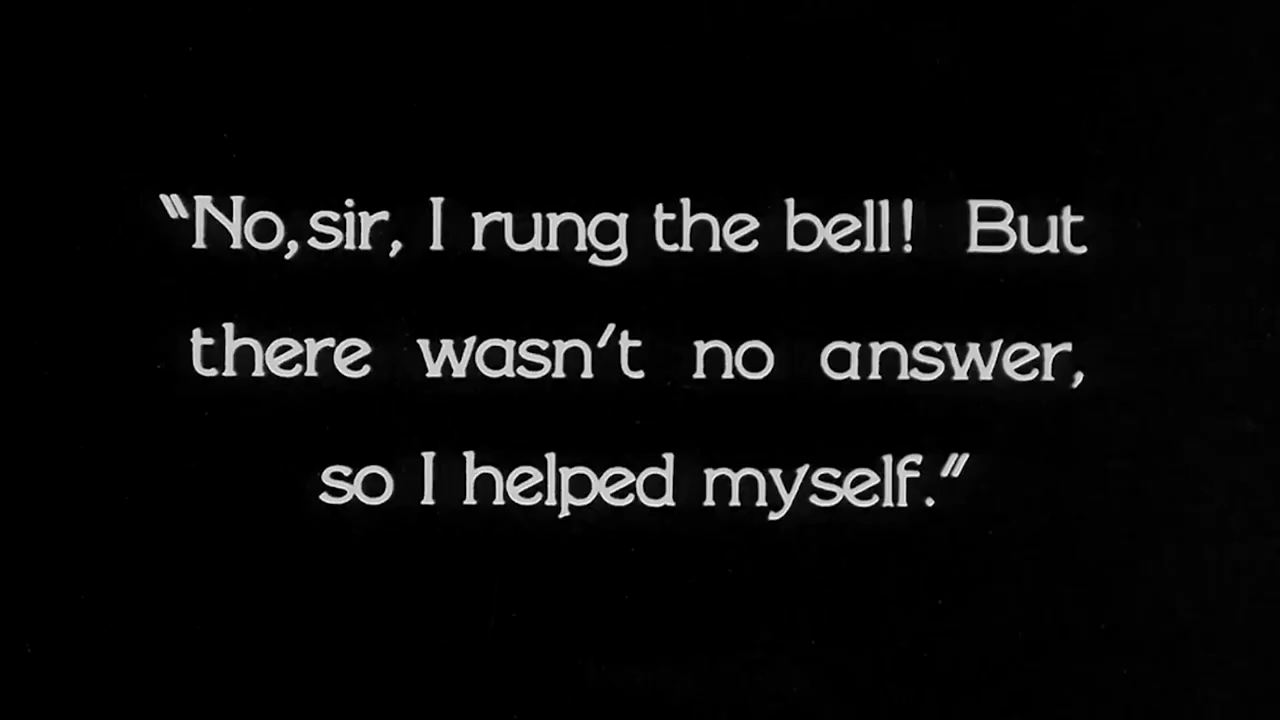 "No, sir, I rung the bell! But
there wasn't no answer,
so I helped myself."